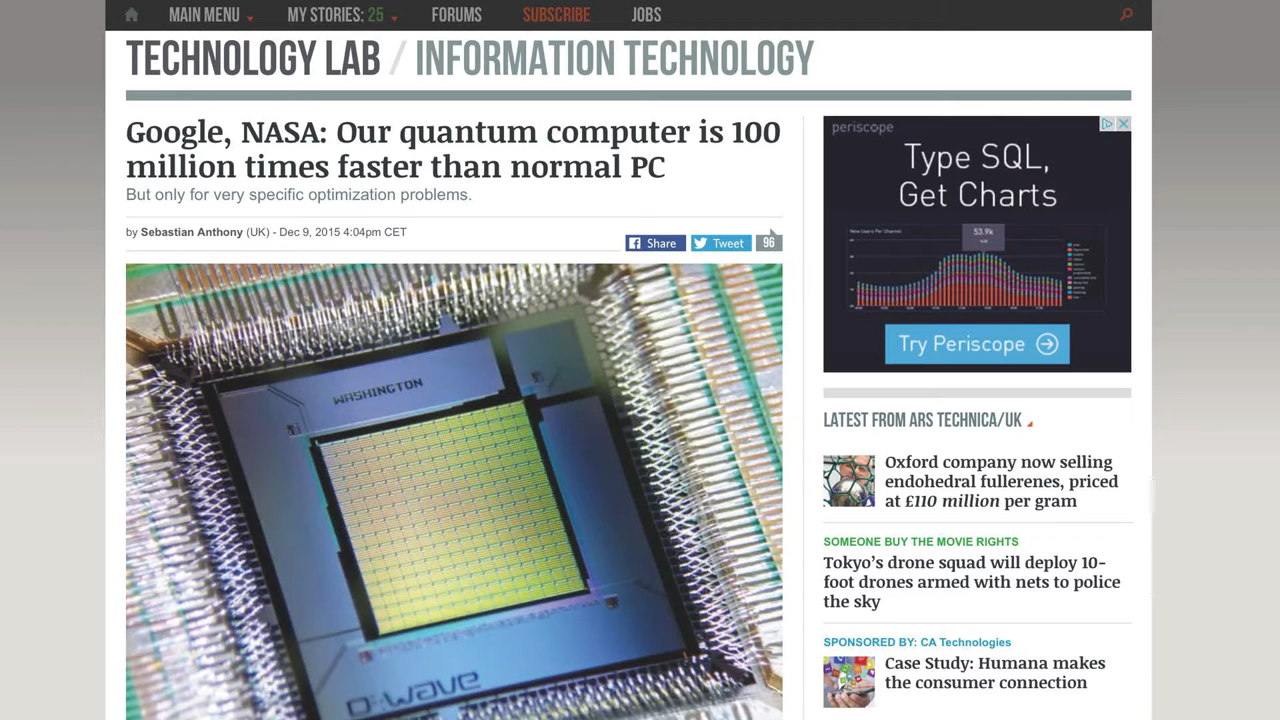 MAIN MENU
MY STORIES: 25
FORUMS
SUBSCRIBE
JOBS
TECHNOLOGY LAB / INFORMATION TECHNOLOGY
Google, NASA: Our quantum computer is 100
million times faster than normal PC
But only for very specific optimization problems.
by Sebastian Anthony (UK) - Dec 9, 2015 4:04pm CET
Share
Tweet
96
WASHINGTON
D:wave
periscope
Type SQL,
Get Charts
New Users Per Channel
53.9k
Try Periscope
LATEST FROM ARS TECHNICA/UK
Oxford company now selling
endohedral fullerenes, priced
at £110 million per gram
SOMEONE BUY THE MOVIE RIGHTS
Tokyo’s drone squad will deploy 10-
foot drones armed with nets to police
the sky
SPONSORED BY: CA Technologies
Case Study: Humana makes
the consumer connection